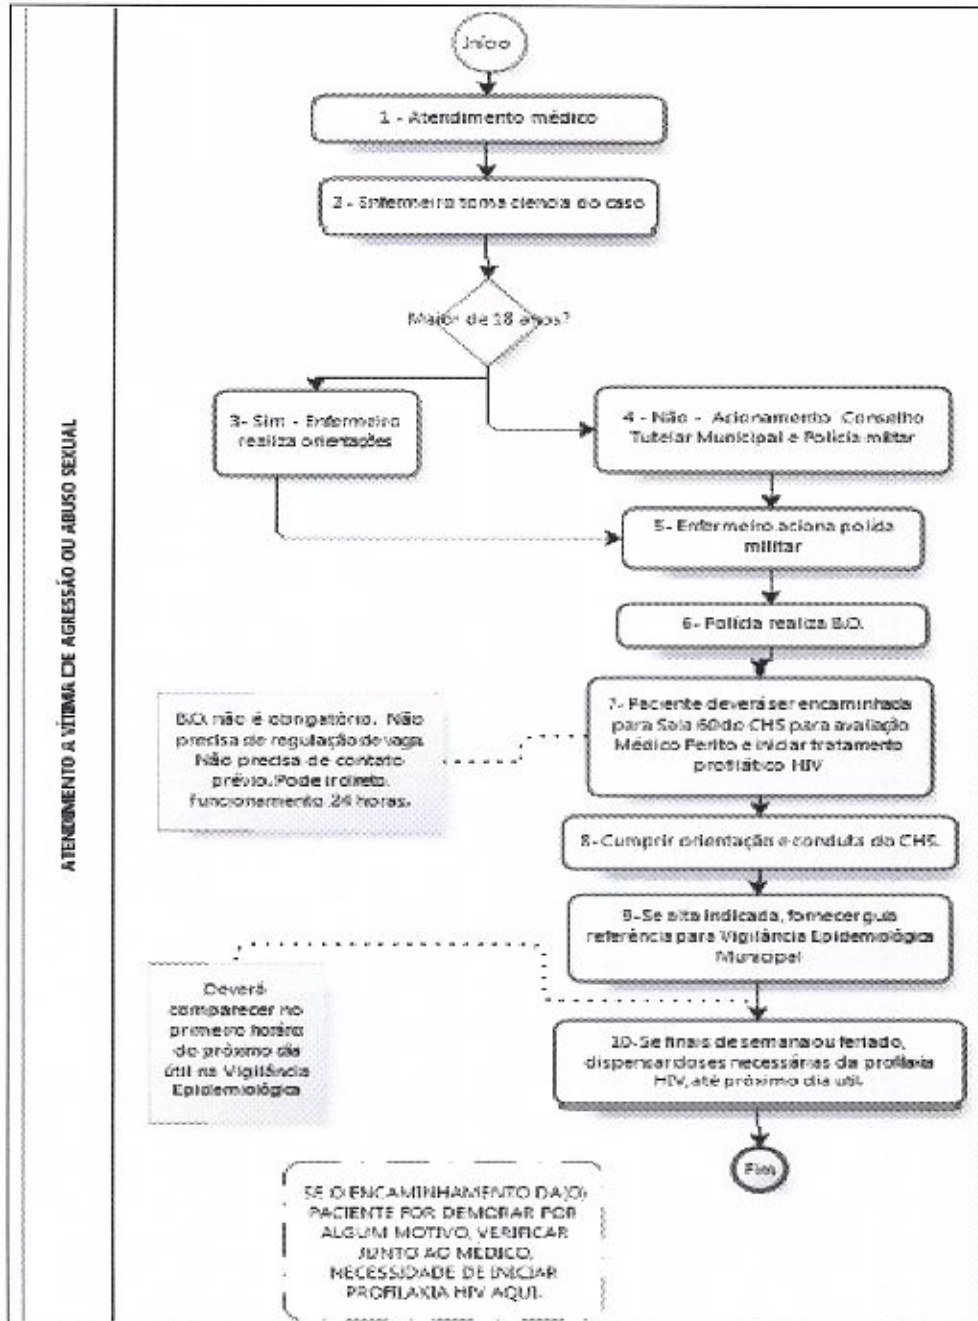 ATENDIMENTO A VÍTIMA DE AGRESSÃO OU ABUSO SEXUAL
Início
1 - Atendimento médico
2 - Enfermeiro toma ciencia do caso
Maior de 18 anos?
3- Sim - Enfermeiro
realiza orientações
4 - Não - Acionamento Conselho
Tutelar Municipal e Polícia militar
5- Enfermeiro aciona polícia
militar
6- Polícia realiza B.O.
7- Paciente deverá ser encaminhada
para Sala 60 do CHS para avaliação
Médico Perito e iniciar tratamento
profilático HIV
B.O. não é obrigatório. Não
precisa de regulação de vaga.
Não precisa de contato
prévio. Pode ir direto.
funcionamento 24 horas.
8- Cumprir orientação e conduta do CHS.
9- Se alta indicada, fornecer guia
referência para Vigilância Epidemiológica
Municipal
Deverá
comparecer no
primeiro horário
do próximo dia
útil na Vigilância
Epidemiológica
10- Se finais de semana ou feriado,
dispensar doses necessárias da profilaxia
HIV, até próximo dia util.
Fim
SE O ENCAMINHAMENTO DA(O)
PACIENTE FOR DEMORAR POR
ALGUM MOTIVO, VERIFICAR
JUNTO AO MÉDICO,
NECESSIDADE DE INICIAR
PROFILAXIA HIV AQUI.